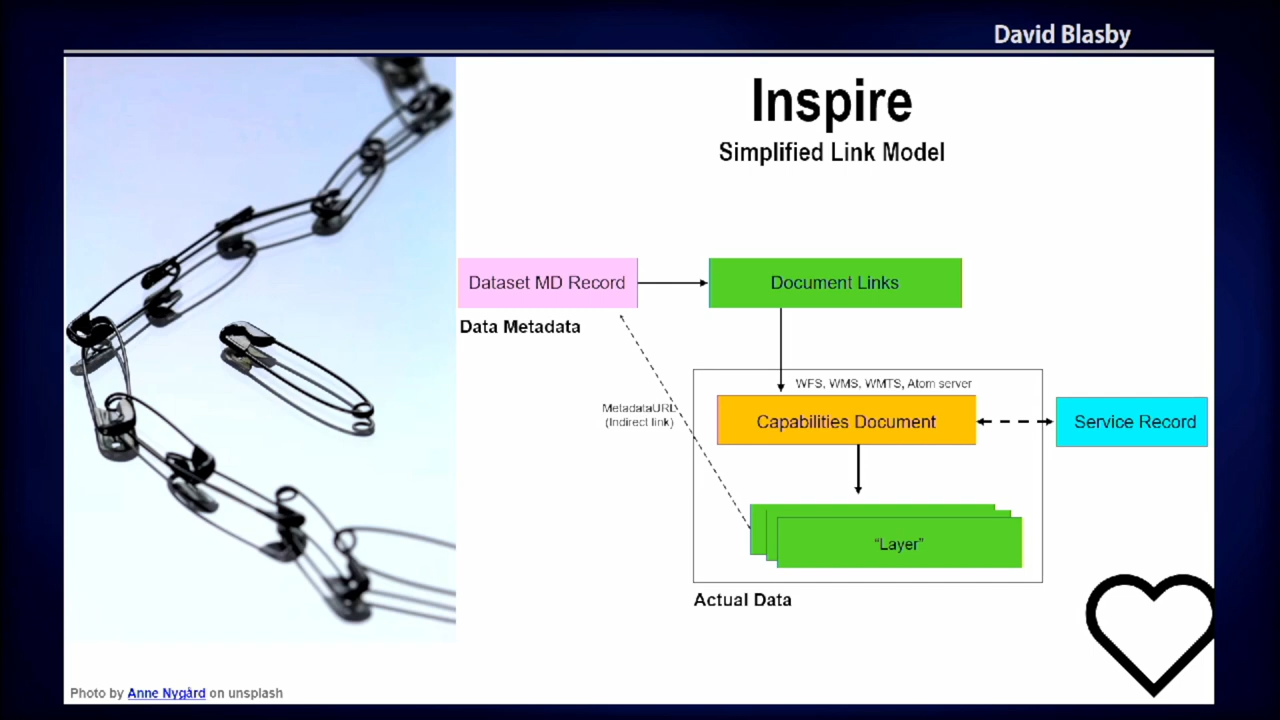 David Blasby
Inspire
Simplified Link Model
Dataset MD Record
Document Links
Data Metadata
WFS, WMS, WMTS, Atom server
MetadataURL
(Indirect link)
Capabilities Document
Service Record
“Layer”
Actual Data
Photo by Anne Nygård on unsplash